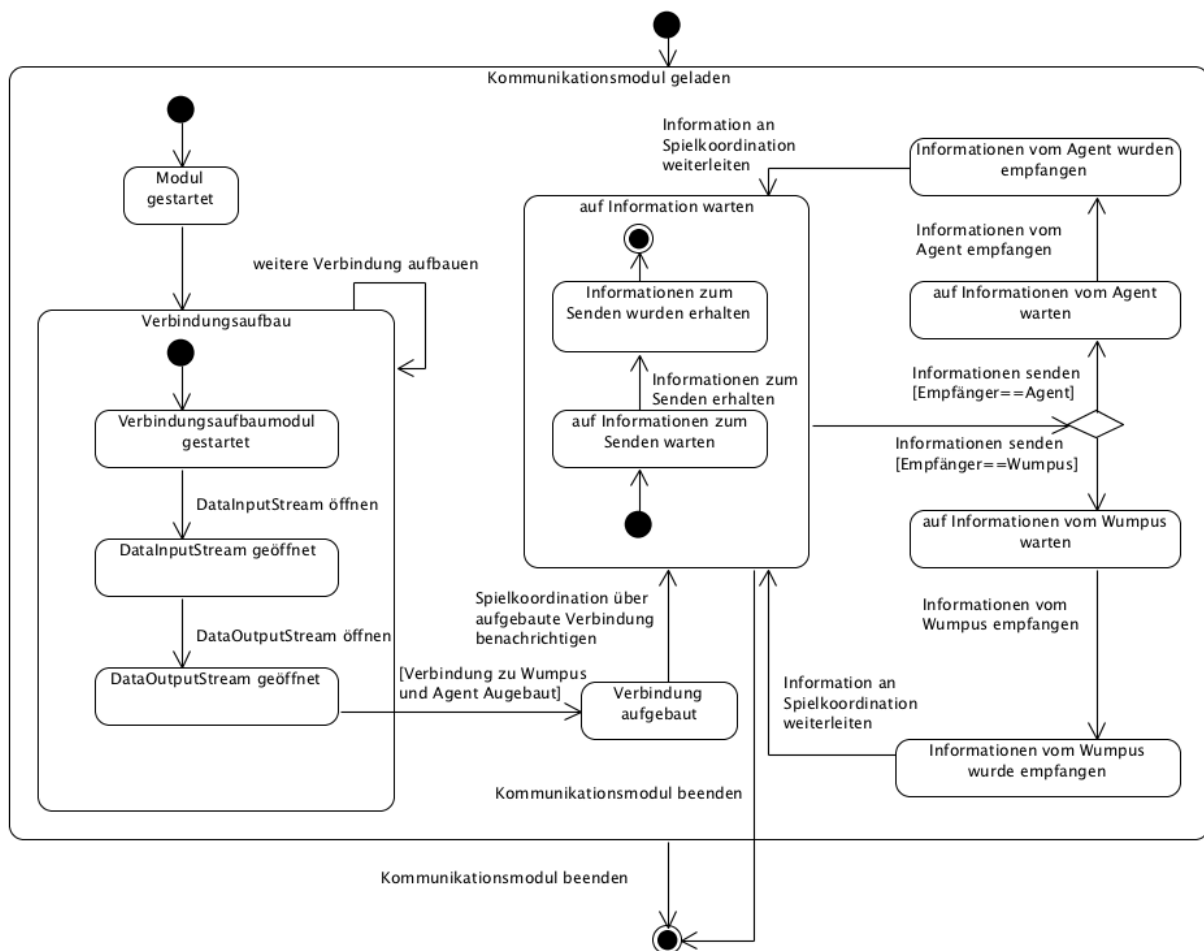 Kommunikationsmodul geladen
Modul
gestartet
weitere Verbindung aufbauen
Verbindungsaufbau
Verbindungsaufbaumodul
gestartet
DataInputStream öffnen
DataInputStream geöffnet
DataOutputStream öffnen
DataOutputStream geöffnet
[Verbindung zu Wumpus
und Agent Augebaut]
Verbindung
aufgebaut
Spielkoordination über
aufgebaute Verbindung
benachrichtigen
auf Information warten
Informationen zum
Senden wurden erhalten
Informationen zum
Senden erhalten
auf Informationen zum
Senden warten
Information an
Spielkoordination
weiterleiten
Informationen vom Agent wurden
empfangen
Informationen vom
Agent empfangen
auf Informationen vom Agent
warten
Informationen senden
[Empfänger==Agent]
Informationen senden
[Empfänger==Wumpus]
auf Informationen vom Wumpus
warten
Informationen vom
Wumpus empfangen
Information an
Spielkoordination
weiterleiten
Informationen vom Wumpus
wurde empfangen
Kommunikationsmodul beenden
Kommunikationsmodul beenden